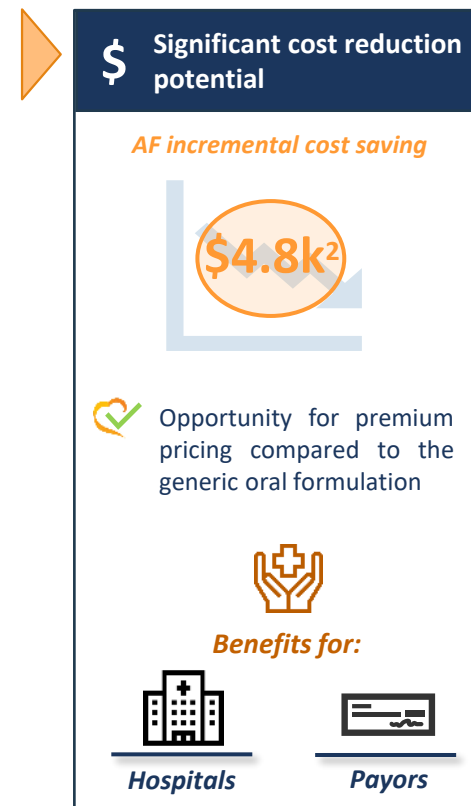 $
Significant cost reduction
potential
AF incremental cost saving
$4.8k2
Opportunity for premium
pricing compared to the
generic oral formulation
Benefits for:
Hospitals
Payors